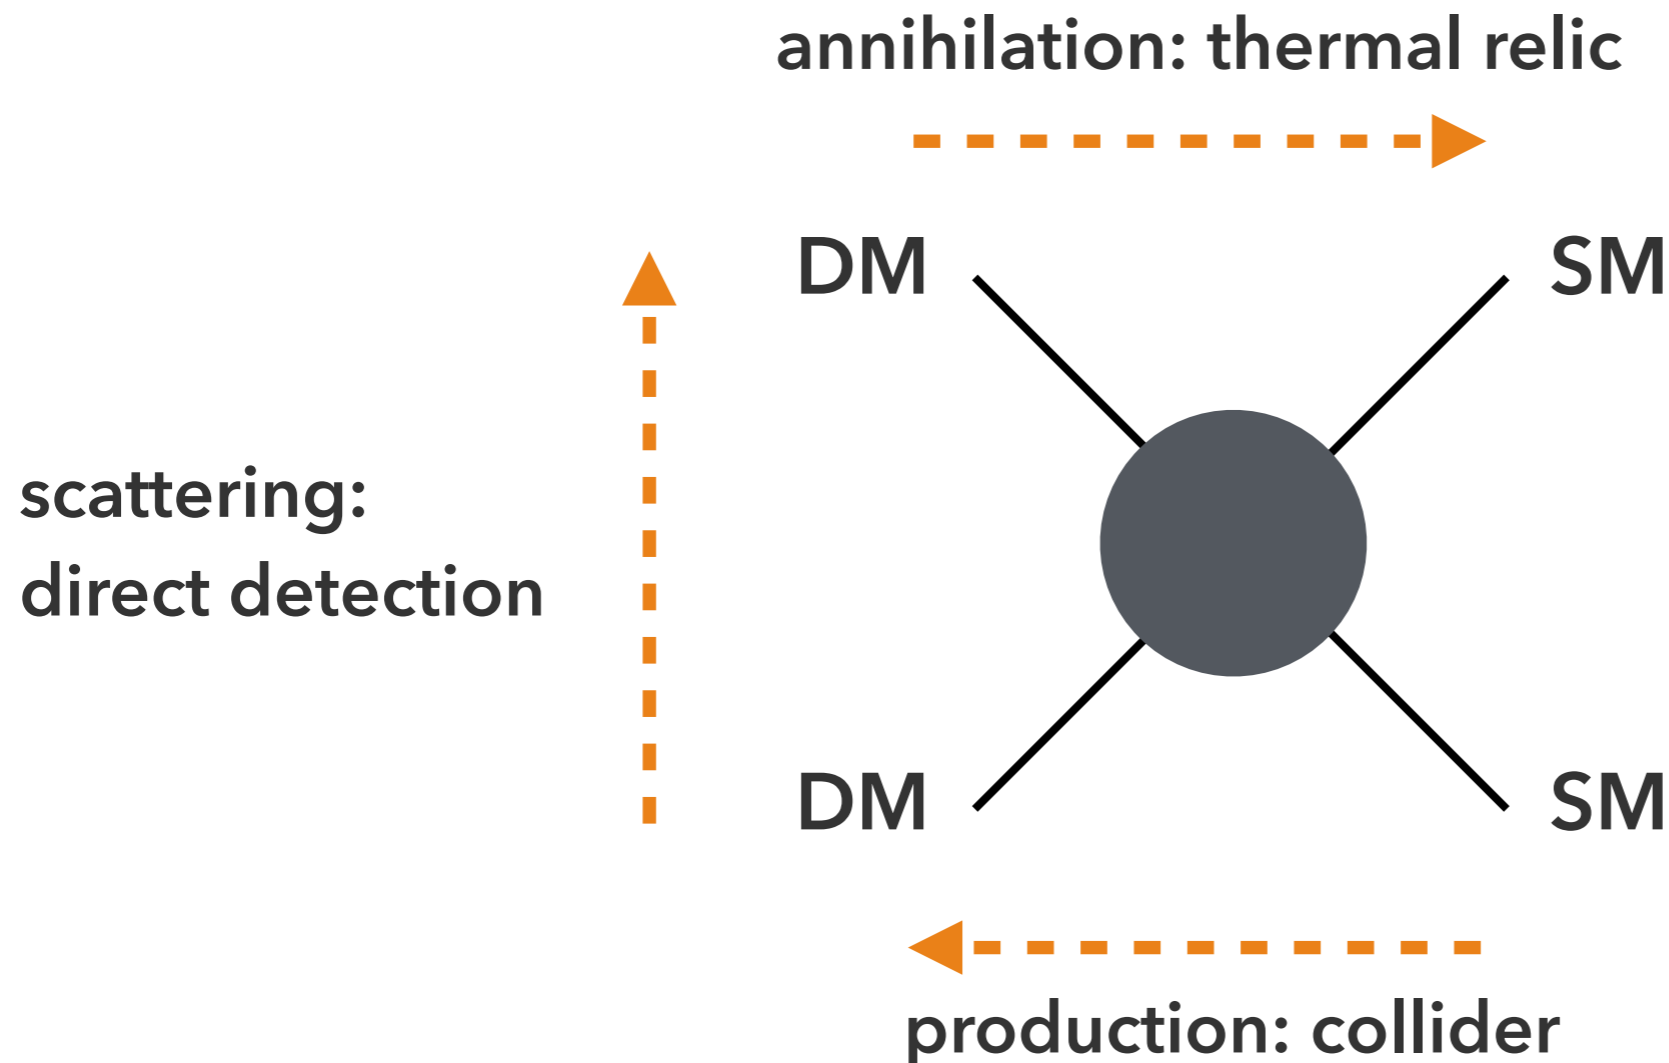 annihilation: thermal relic
DM
SM
scattering:
direct detection
DM
SM
production: collider